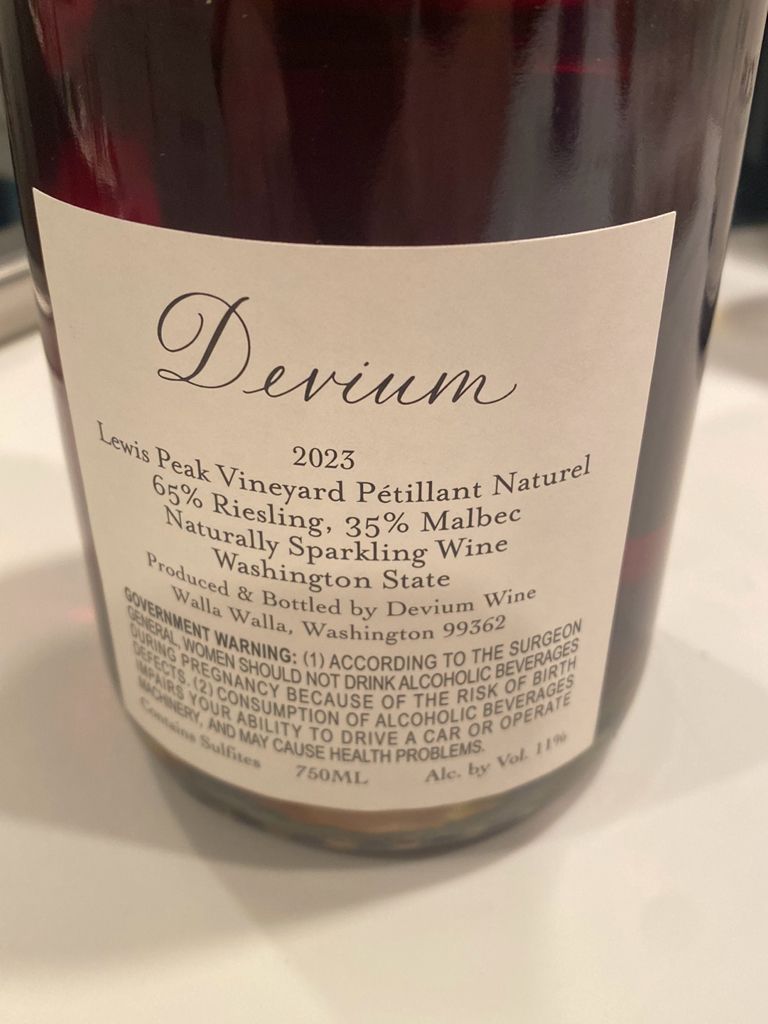 Devium
2023
Lewis Peak Vineyard Pétillant Naturel
65% Riesling, 35% Malbec
Naturally Sparkling Wine
Washington State
Produced & Bottled by Devium Wine
Walla Walla, Washington 99362
GOVERNMENT WARNING: (1) ACCORDING TO THE SURGEON
GENERAL, WOMEN SHOULD NOT DRINK ALCOHOLIC BEVERAGES
DURING PREGNANCY BECAUSE OF THE RISK OF BIRTH
DEFECTS. (2) CONSUMPTION OF ALCOHOLIC BEVERAGES
IMPAIRS YOUR ABILITY TO DRIVE A CAR OR OPERATE
MACHINERY, AND MAY CAUSE HEALTH PROBLEMS.
Contains Sulfites 750ML Alc. by Vol. 11%